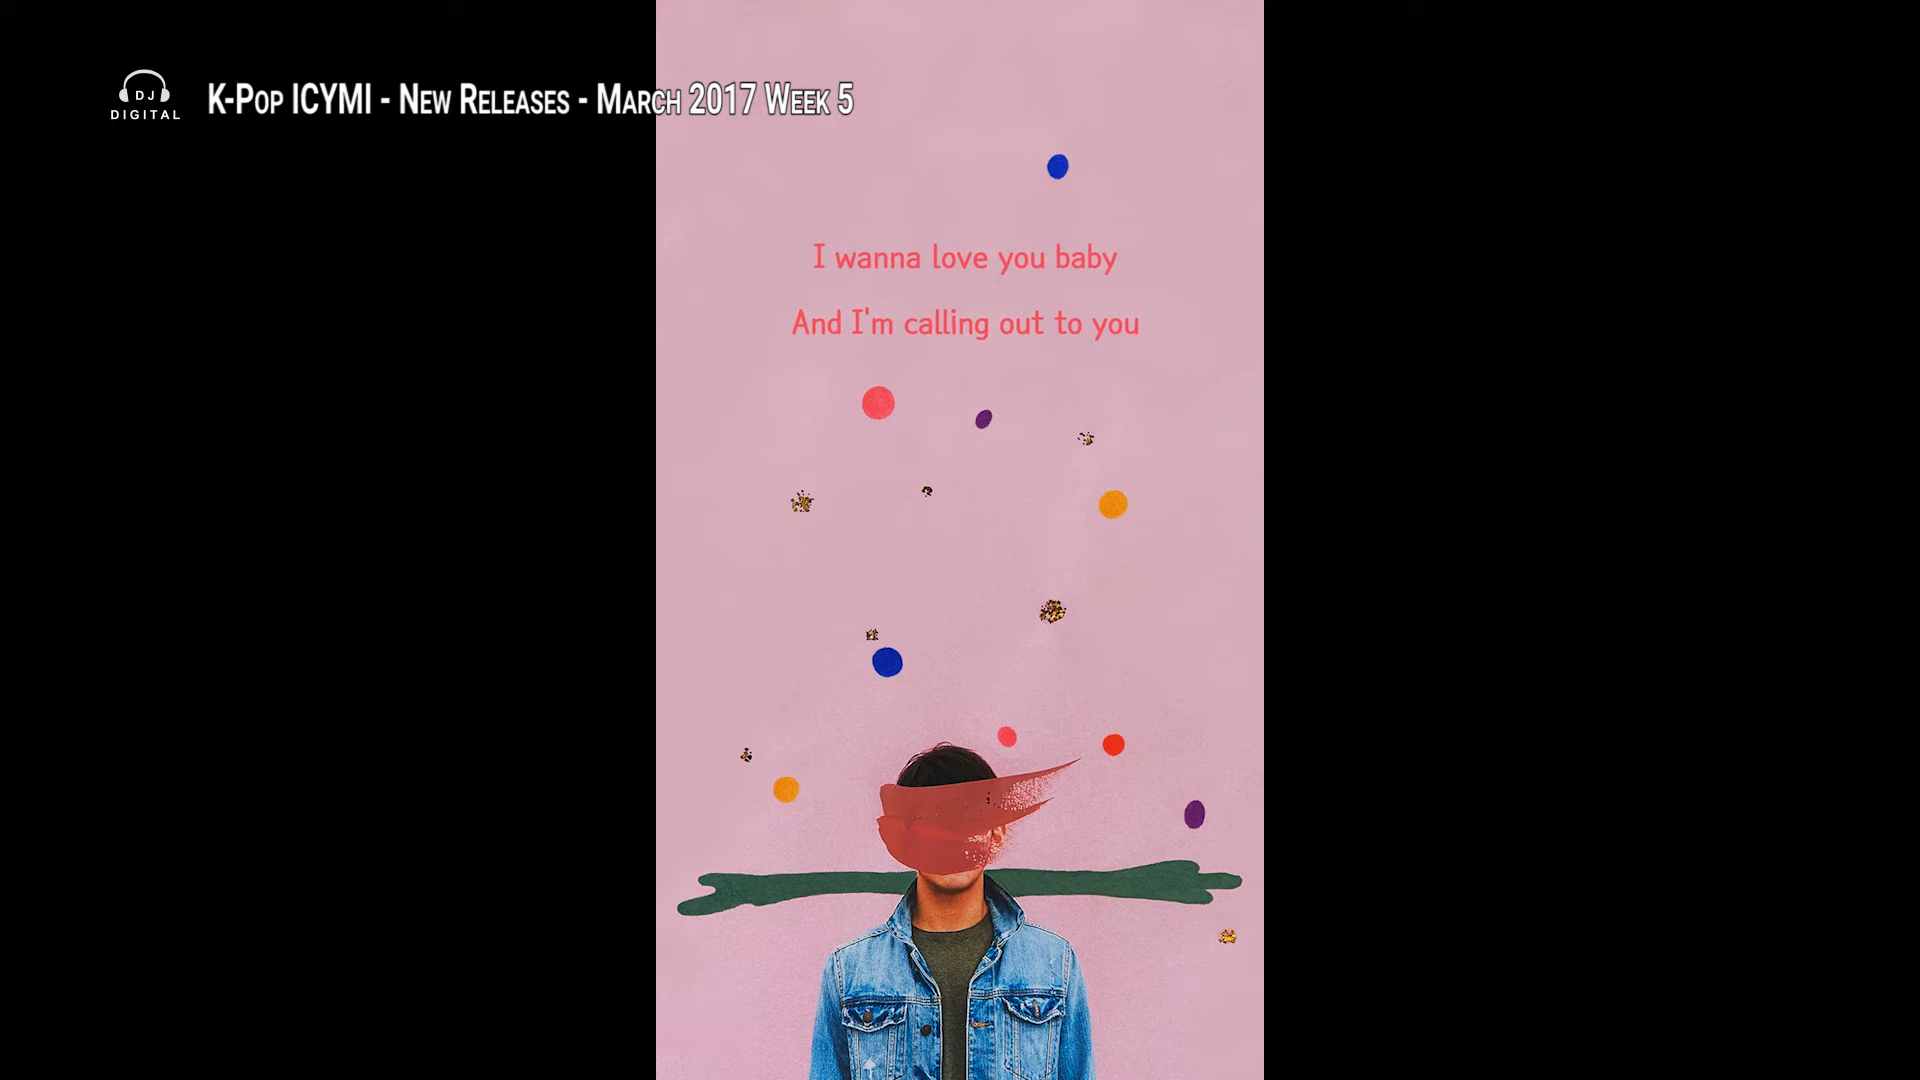 DJ
DIGITAL
K-Pop ICYMI - New Releases - March 2017 Week 5
I wanna love you baby
And I'm calling out to you